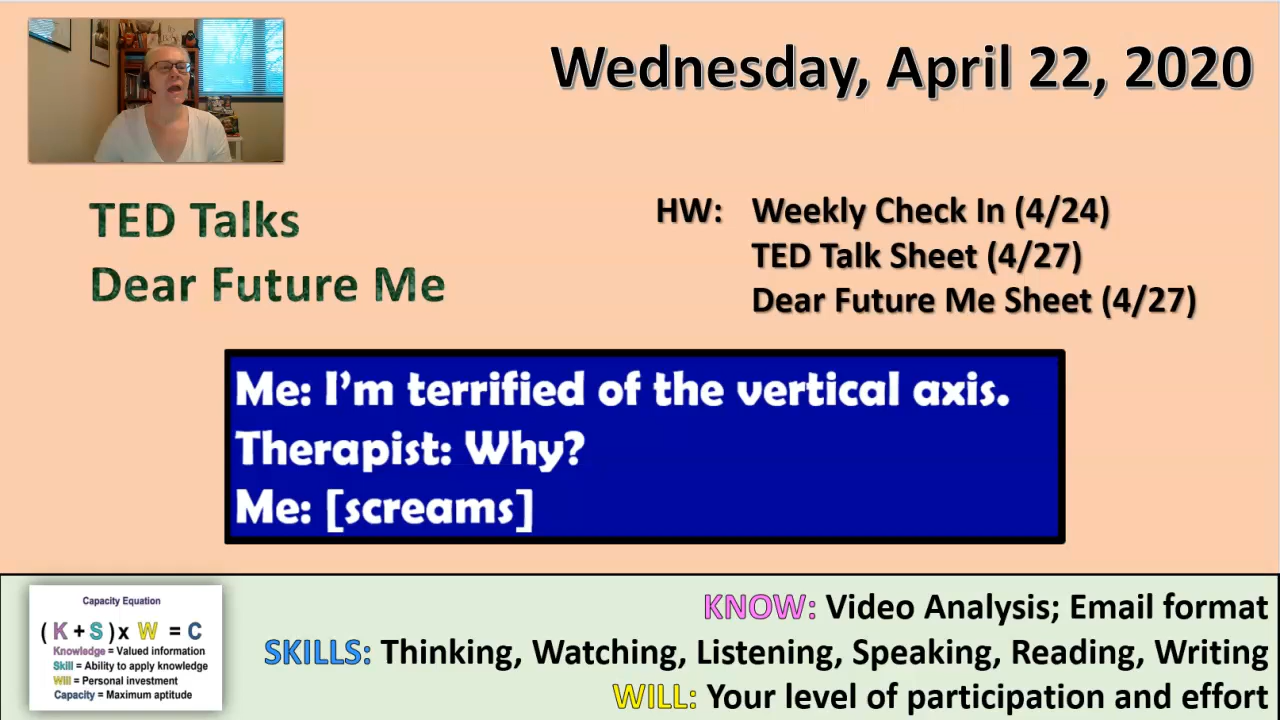 Wednesday, April 22, 2020
TED Talks
Dear Future Me
HW: Weekly Check In (4/24)
TED Talk Sheet (4/27)
Dear Future Me Sheet (4/27)
Me: I’m terrified of the vertical axis.
Therapist: Why?
Me: [screams]
Capacity Equation
( K + S ) x W = C
Knowledge = Valued information
Skill = Ability to apply knowledge
Will = Personal investment
Capacity = Maximum aptitude
KNOW: Video Analysis; Email format
SKILLS: Thinking, Watching, Listening, Speaking, Reading, Writing
WILL: Your level of participation and effort